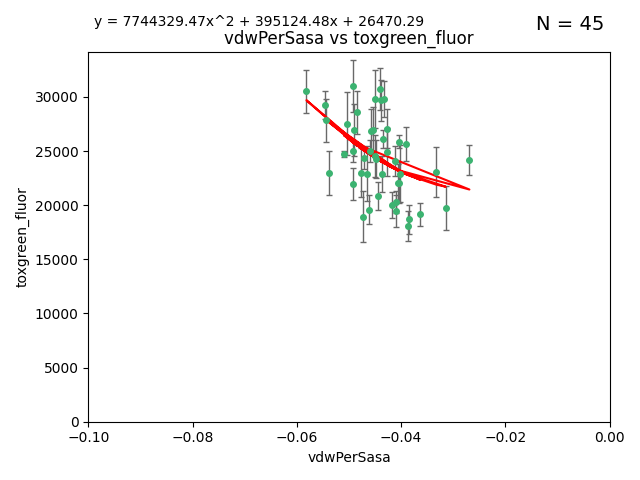 y = 7744329.47x^2 + 395124.48x + 26470.29
N = 45
vdwPerSasa vs toxgreen_fluor
toxgreen_fluor
30000
25000
20000
15000
10000
5000
0
−0.10 −0.08 −0.06 −0.04 −0.02 0.00
vdwPerSasa